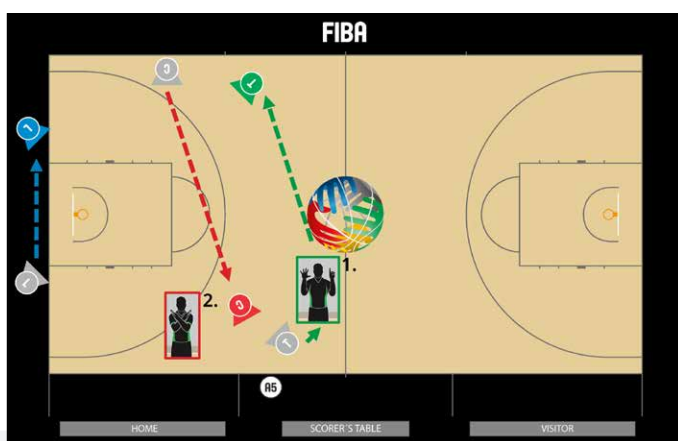 FIBA
C
T
L
L
1.
2.
C
T
A5
HOME
SCORER´S TABLE
VISITOR